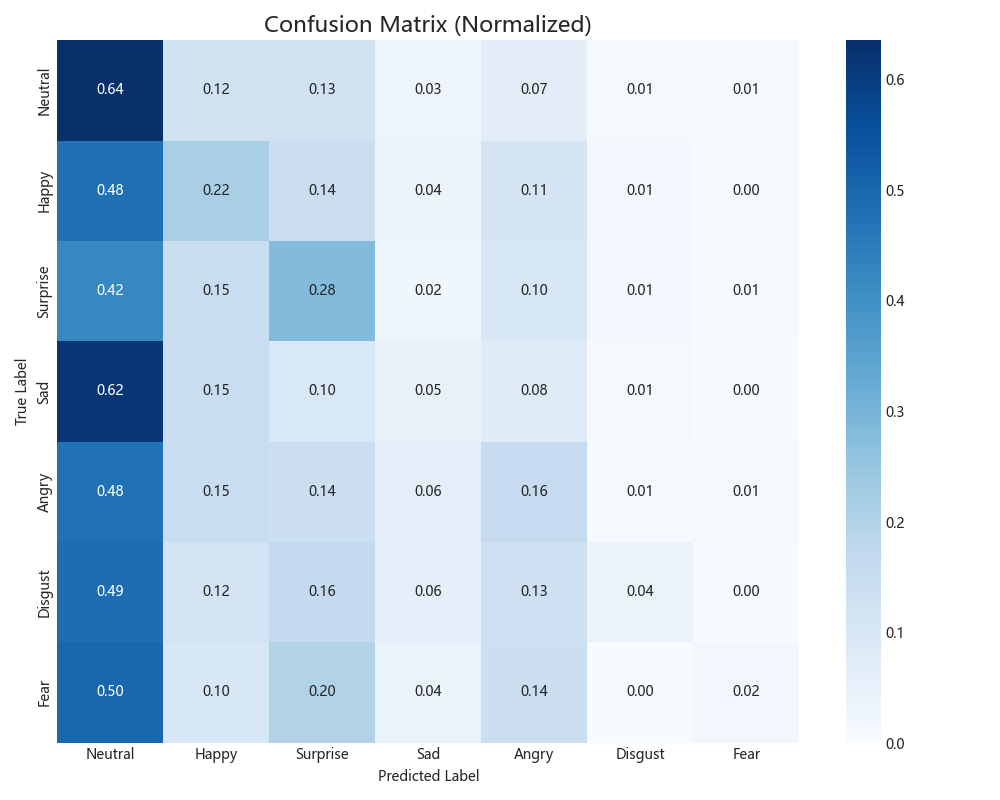 Confusion Matrix (Normalized)
True Label
Neutral 0.64 0.12 0.13 0.03 0.07 0.01 0.01
Happy 0.48 0.22 0.14 0.04 0.11 0.01 0.00
Surprise 0.42 0.15 0.28 0.02 0.10 0.01 0.01
Sad 0.62 0.15 0.10 0.05 0.08 0.01 0.00
Angry 0.48 0.15 0.14 0.06 0.16 0.01 0.01
Disgust 0.49 0.12 0.16 0.06 0.13 0.04 0.00
Fear 0.50 0.10 0.20 0.04 0.14 0.00 0.02
Neutral Happy Surprise Sad Angry Disgust Fear
Predicted Label
0.6
0.5
0.4
0.3
0.2
0.1
0.0